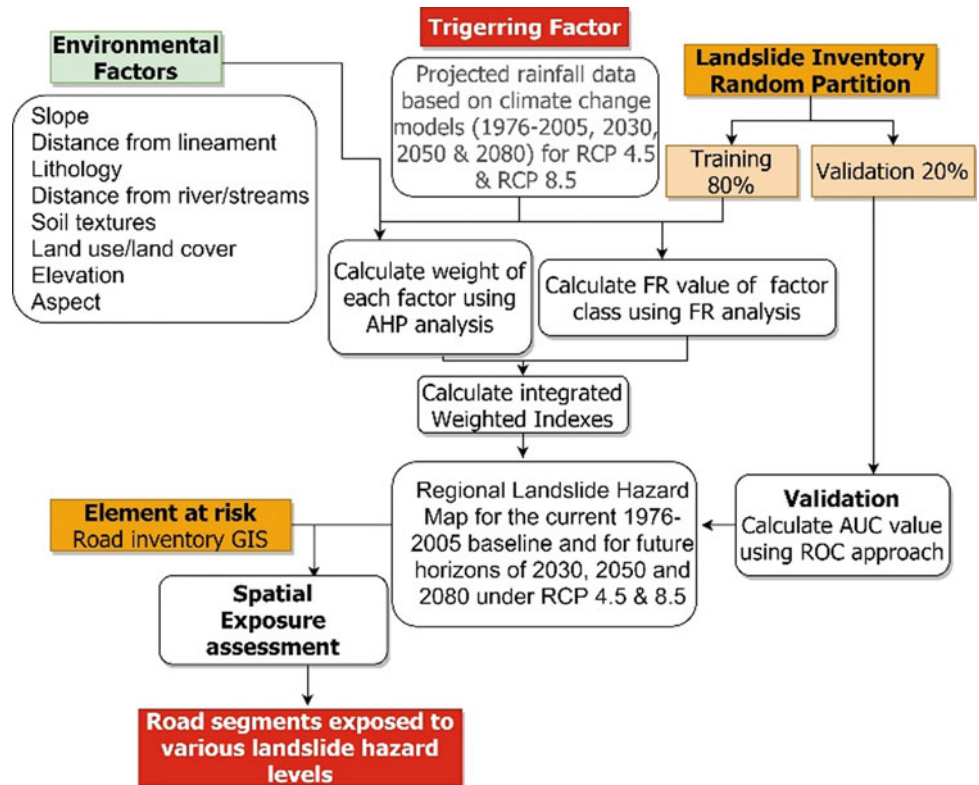 Trigerring Factor
Environmental
Factors
Projected rainfall data
based on climate change
models (1976-2005, 2030,
2050 & 2080) for RCP 4.5
& RCP 8.5
Landslide Inventory
Random Partition
Slope
Distance from lineament
Lithology
Distance from river/streams
Soil textures
Land use/land cover
Elevation
Aspect
Training
80%
Validation 20%
Calculate weight of
each factor using
AHP analysis
Calculate FR value of factor
class using FR analysis
Calculate integrated
Weighted Indexes
Element at risk
Road inventory GIS
Regional Landslide Hazard
Map for the current 1976-
2005 baseline and for future
horizons of 2030, 2050 and
2080 under RCP 4.5 & 8.5
Validation
Calculate AUC value
using ROC approach
Spatial
Exposure
assessment
Road segments exposed to
various landslide hazard
levels